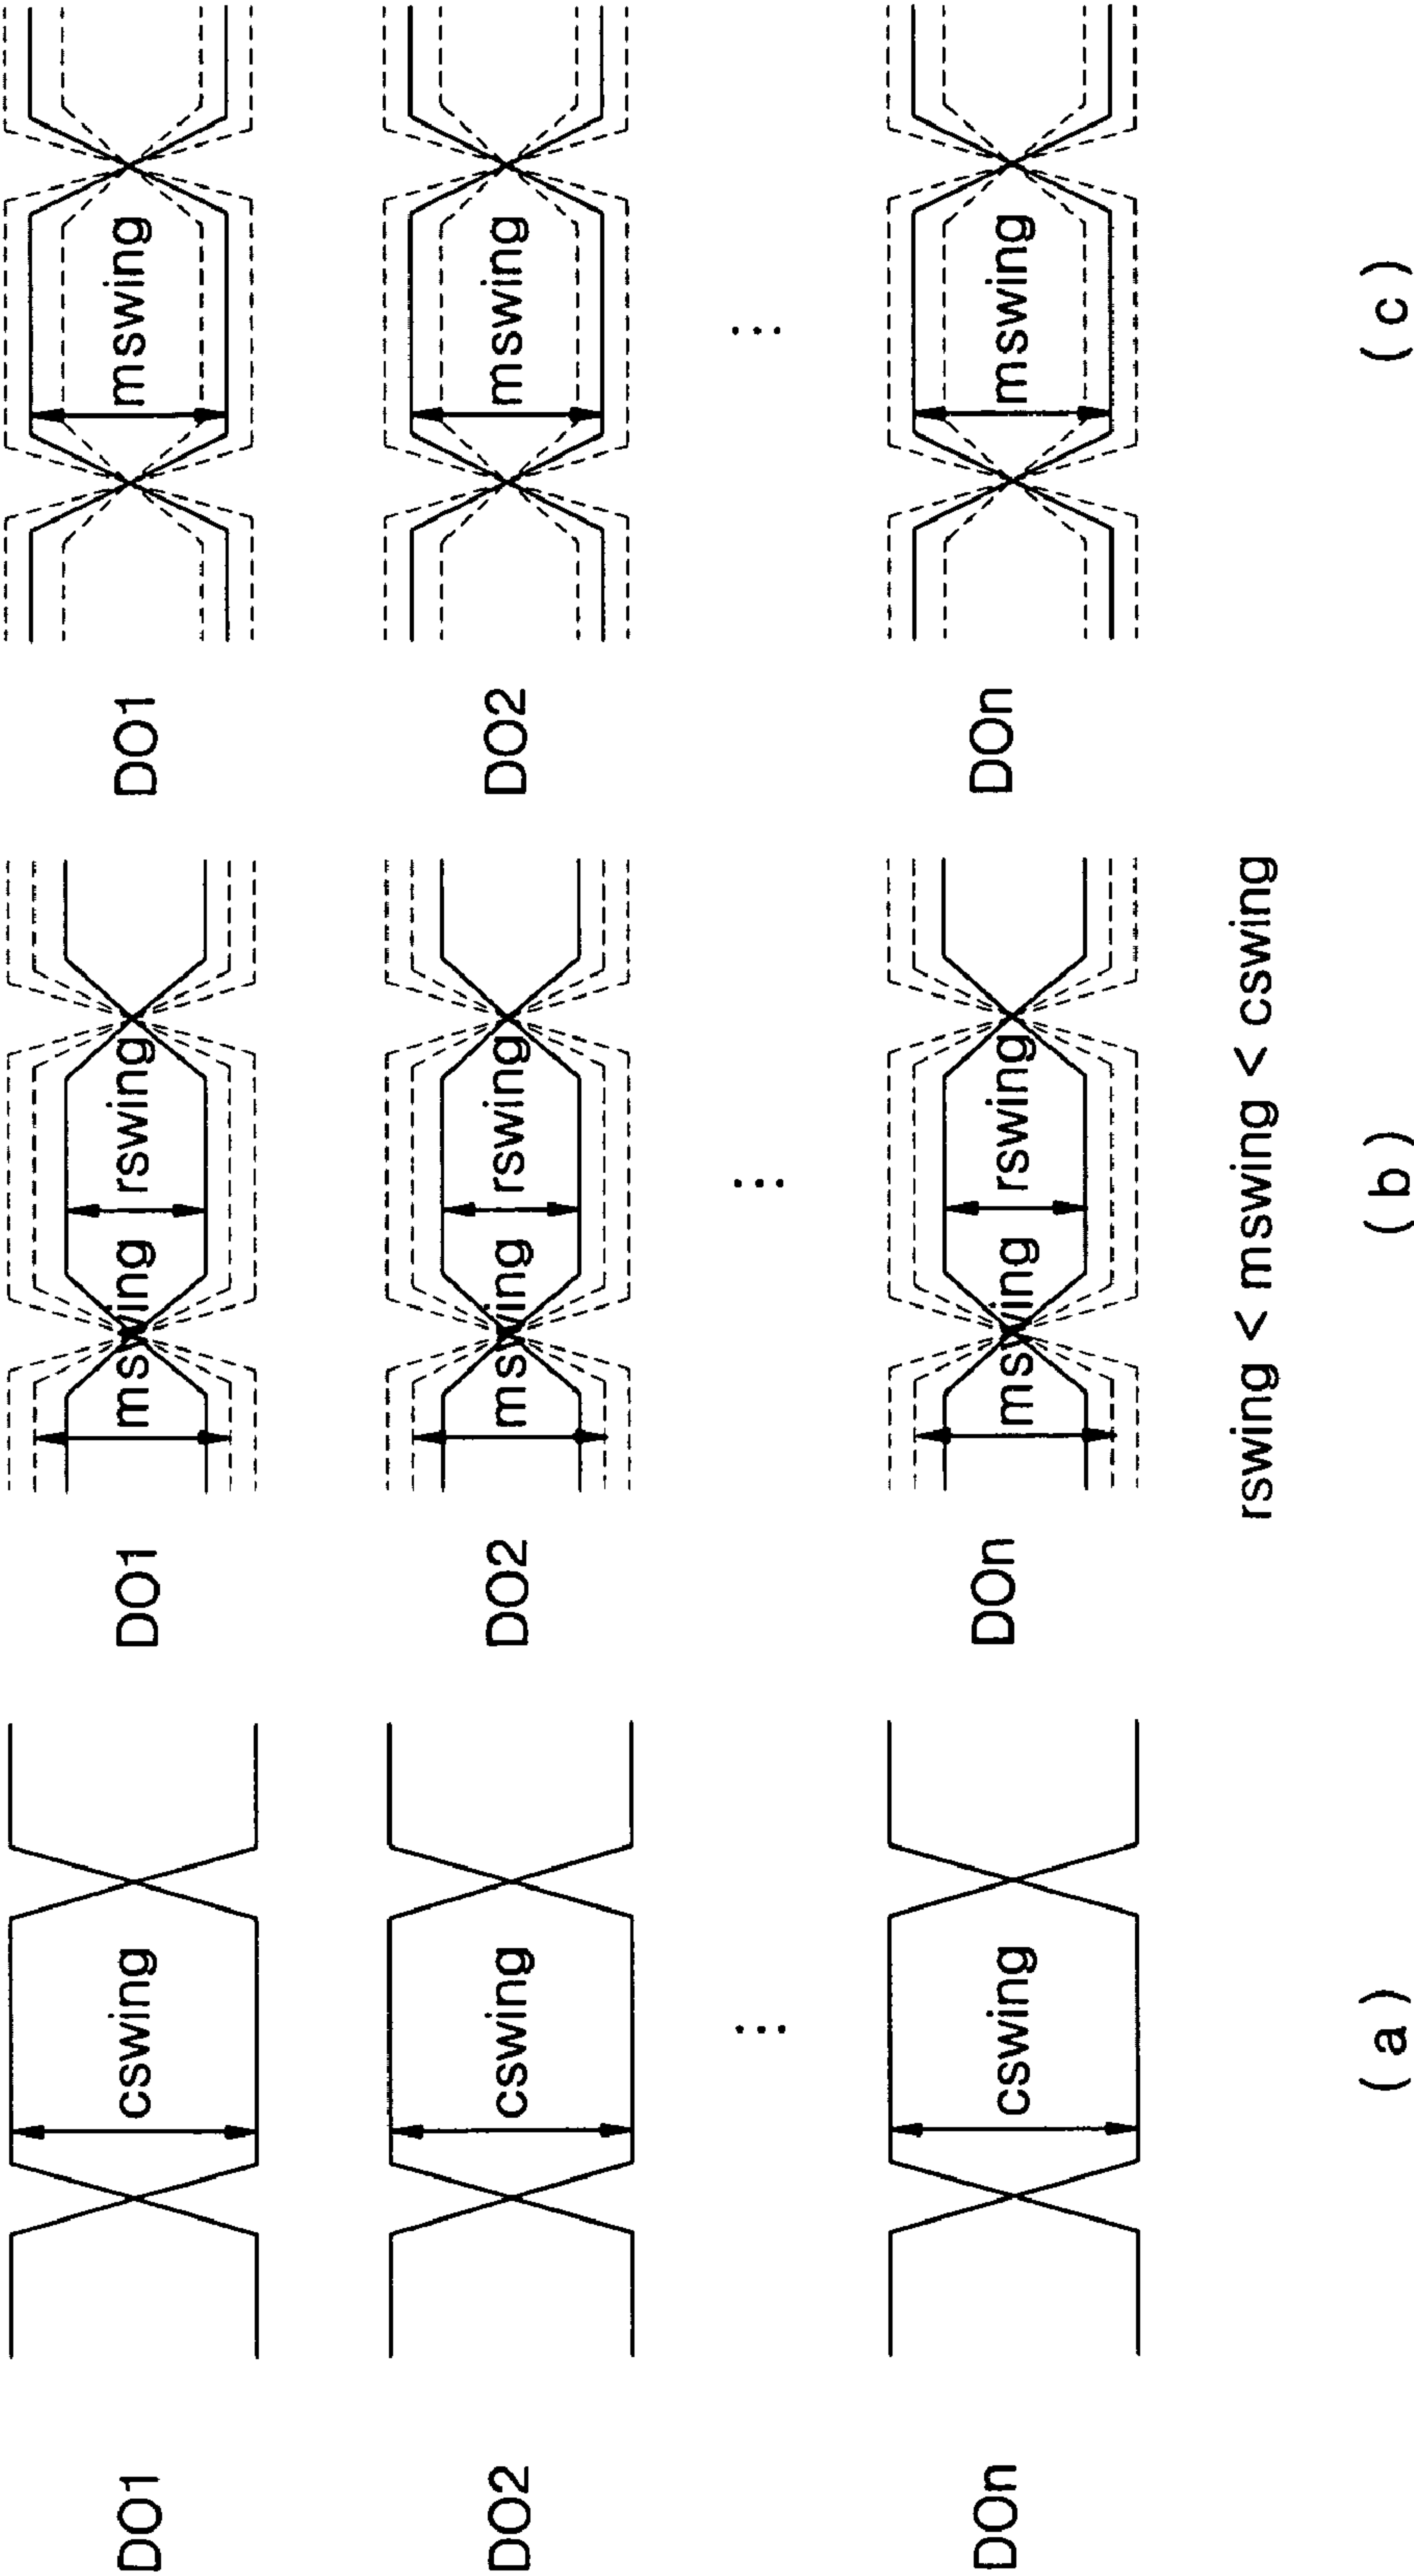 DO1
cswing
DO2
cswing
...
DOn
cswing
( a )
DO1
mswing
rswing
DO2
mswing
rswing
...
DOn
mswing
rswing
rswing < mswing < cswing
( b )
DO1
mswing
DO2
mswing
...
DOn
mswing
( c )